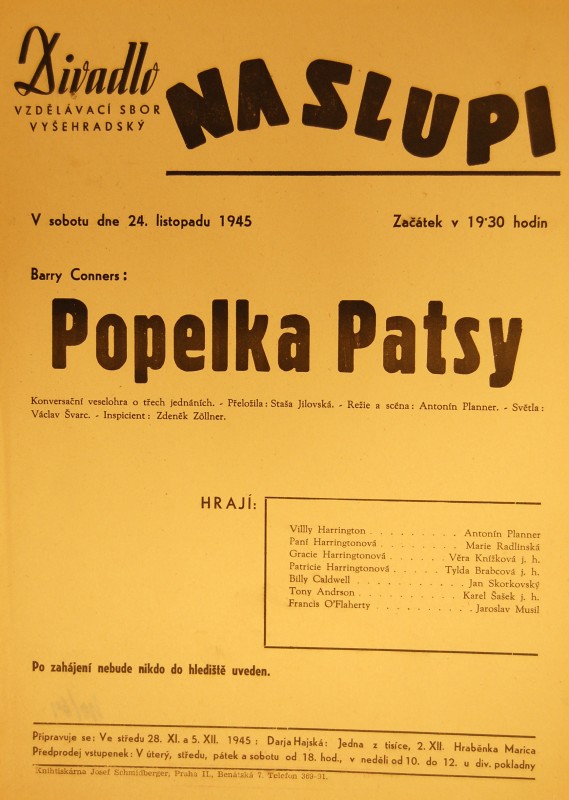 Divadlo
VZDĚLÁVACÍ SBOR
VYŠEHRADSKÝ
NA SLUPI
V sobotu dne 24. listopadu 1945 Začátek v 19·30 hodin
Barry Conners:
Popelka Patsy
Konversační veselohra o třech jednáních. - Přeložila: Staša Jílovská. - Režie a scéna: Antonín Planner. - Světla:
Václav Švarc. - Inspicient: Zdeněk Zöllner.
HRAJÍ:
Villly Harrington . . . . . . . . Antonín Planner
Paní Harringtonová . . . . . . . . Marie Radlinská
Gracie Harringtonová . . . . . . Věra Knížková j. h.
Patricie Harringtonová . . . . . Tylda Brabcová j. h.
Billy Caldwell . . . . . . . . . . Jan Skorkovský
Tony Andrson . . . . . . . . . . Karel Šašek j. h.
Francis O'Flaherty . . . . . . . . . Jaroslav Musil
Po zahájení nebude nikdo do hlediště uveden.
Připravuje se: Ve středu 28. XI. a 5. XII. 1945: Darja Hajská: Jedna z tisíce, 2. XII. Hraběnka Marica
Předprodej vstupenek: V úterý, středu, pátek a sobotu od 18. hod., v neděli od 10. do 12. u div. pokladny
Knihtiskárna Josef Schmidberger, Praha II., Benátská 7. Telefon 369-31.